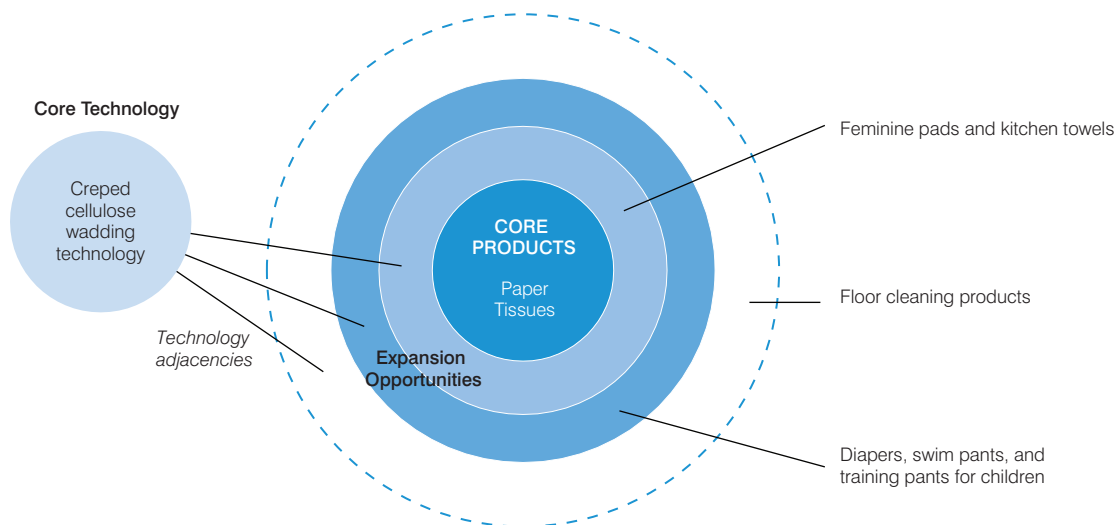 Core Technology
Creped
cellulose
wadding
technology
Technology
adjacencies
CORE
PRODUCTS
Paper
Tissues
Expansion
Opportunities
Feminine pads and kitchen towels
Floor cleaning products
Diapers, swim pants, and
training pants for children